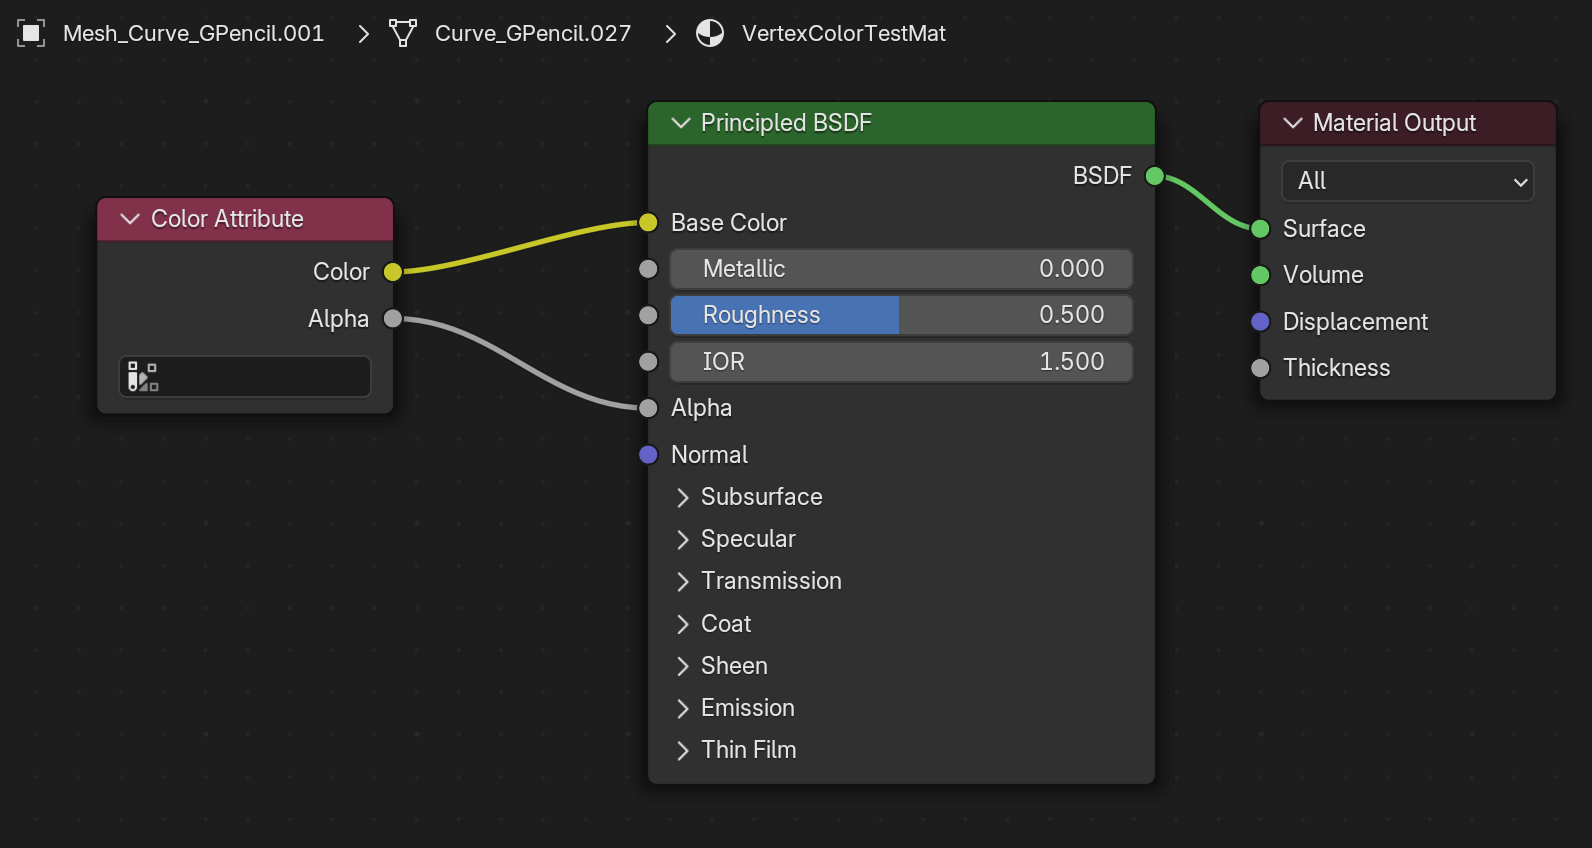 Mesh_Curve_GPencil.001 > Curve_GPencil.027 > VertexColorTestMat
Color Attribute
Color
Alpha
Principled BSDF
BSDF
Base Color
Metallic 0.000
Roughness 0.500
IOR 1.500
Alpha
Normal
Subsurface
Specular
Transmission
Coat
Sheen
Emission
Thin Film
Material Output
All
Surface
Volume
Displacement
Thickness